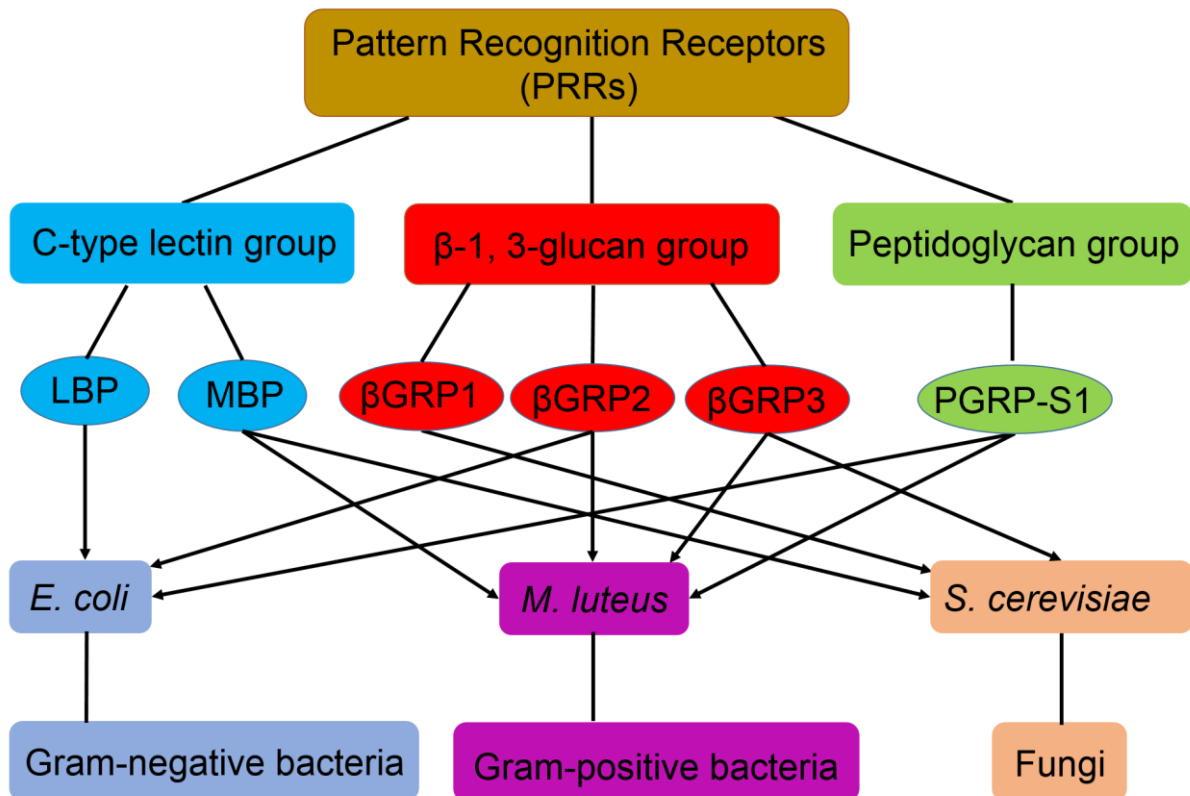 Pattern Recognition Receptors
(PRRs)
C-type lectin group
β-1, 3-glucan group
Peptidoglycan group
LBP
MBP
βGRP1
βGRP2
βGRP3
PGRP-S1
E. coli
M. luteus
S. cerevisiae
Gram-negative bacteria
Gram-positive bacteria
Fungi